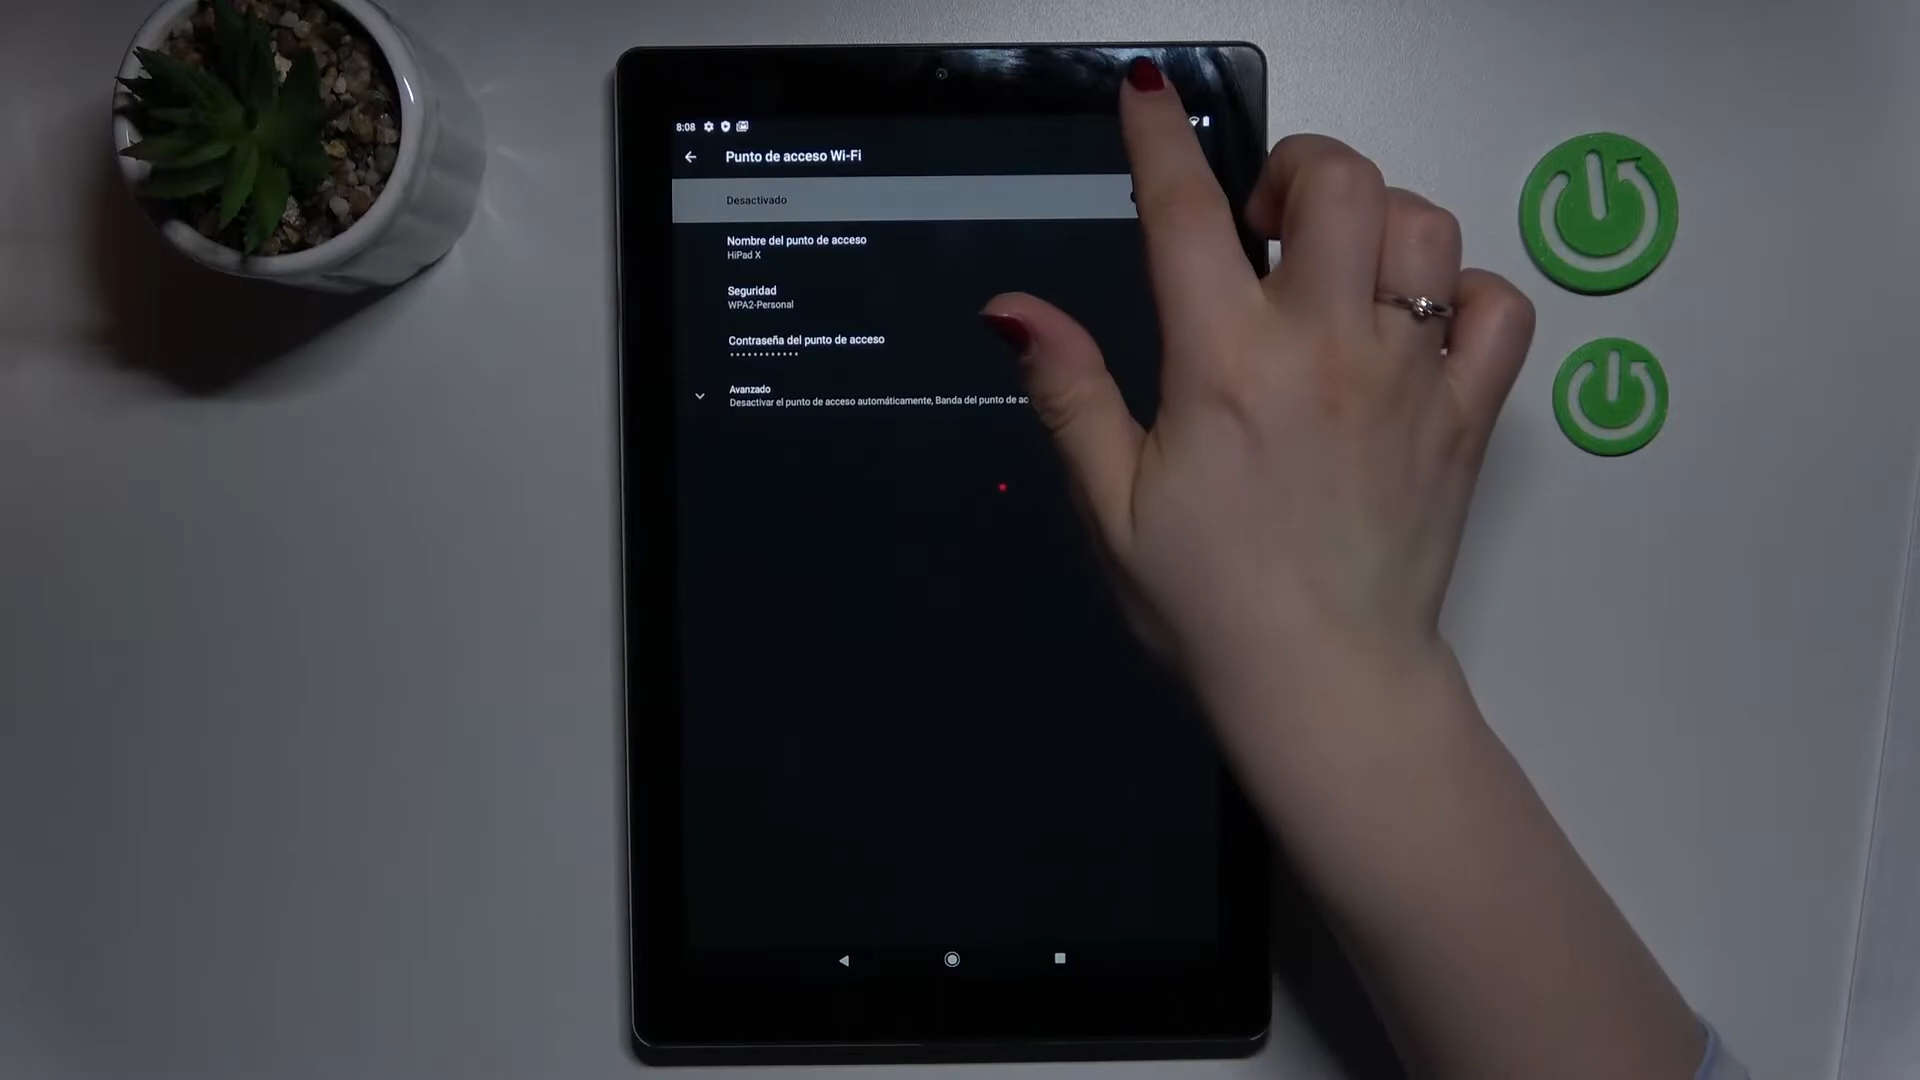 8:08
Punto de acceso Wi-Fi
Desactivado
Nombre del punto de acceso
HiPad X
Seguridad
WPA2-Personal
Contraseña del punto de acceso
••••••••••••
Avanzado
Desactivar el punto de acceso automáticamente, Banda del punto de ac